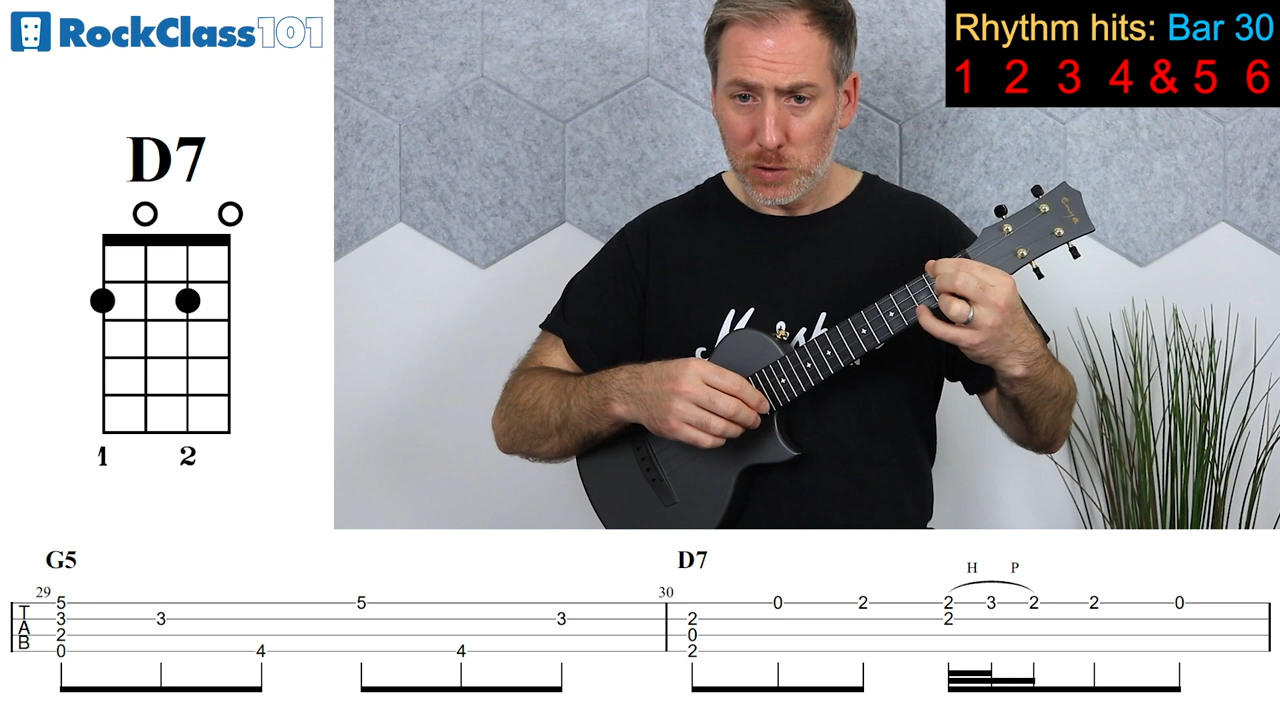 RockClass101
Rhythm hits: Bar 30
1 2 3 4 & 5 6
D7
1 2
Enya
G5 D7
H P
29 30
5 5 0 2 2 3 2 2 0
T
3 3 3 2 2
A
2 0
B
0 4 4 2